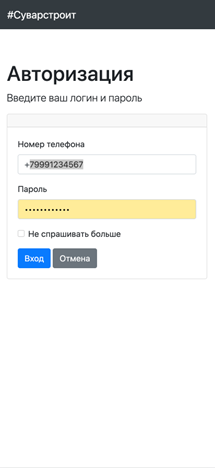 #Суварстроит
Авторизация
Введите ваш логин и пароль
Номер телефона
+79991234567
Пароль
••••••••••••
Не спрашивать больше
Вход Отмена